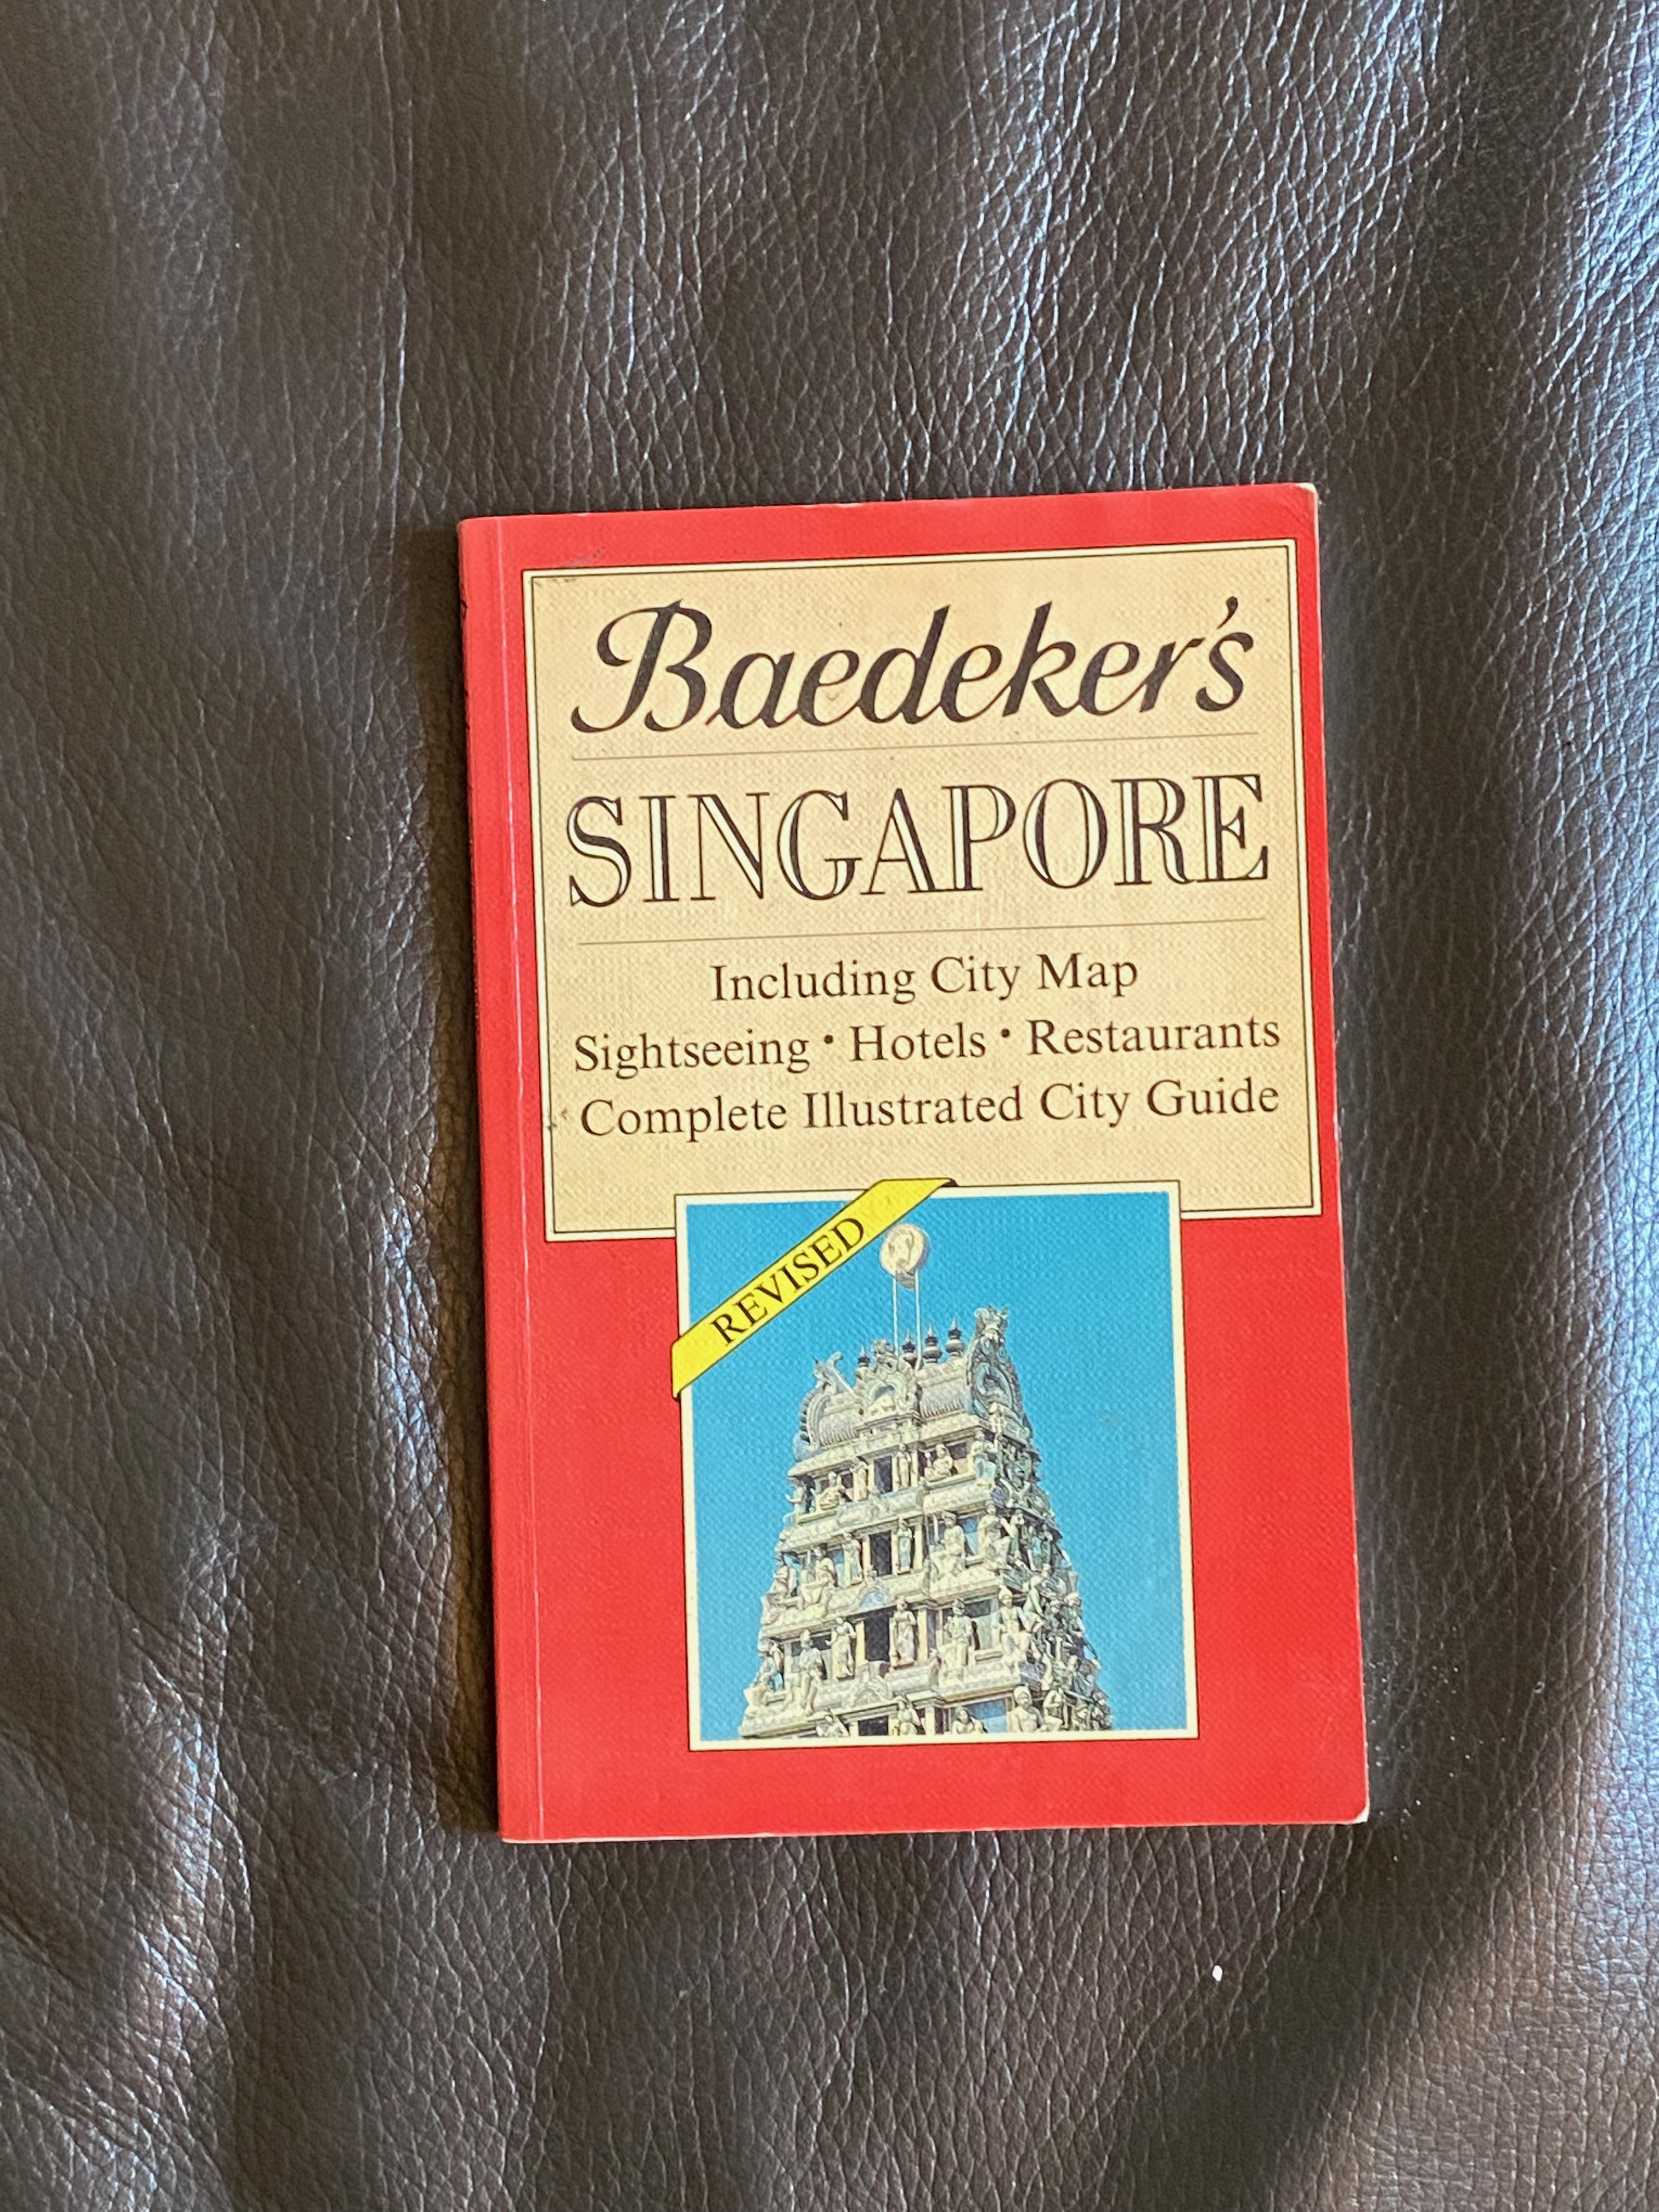 Baedeker's
SINGAPORE
Including City Map
Sightseeing • Hotels • Restaurants
Complete Illustrated City Guide
REVISED